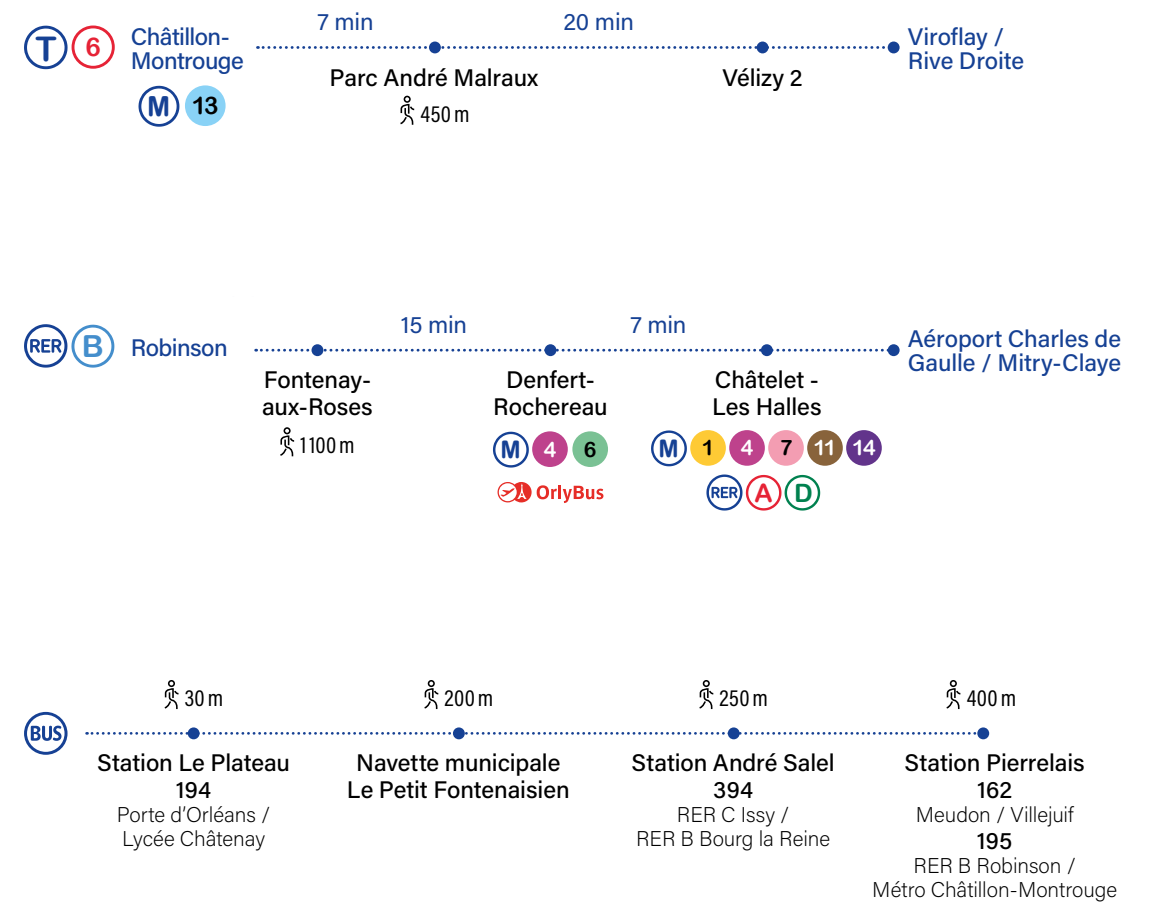 7 min
20 min
T 6
Châtillon-
Montrouge
Viroflay /
Rive Droite
M 13
Parc André Malraux
450 m
Vélizy 2
15 min
7 min
RER B
Robinson
Aéroport Charles de
Gaulle / Mitry-Claye
Fontenay-
aux-Roses
1100 m
Denfert-
Rochereau
M 4 6
OrlyBus
Châtelet -
Les Halles
M 1 4 7 11 14
RER A D
BUS
30 m
Station Le Plateau
194
Porte d'Orléans /
Lycée Châtenay
200 m
Navette municipale
Le Petit Fontenaisien
250 m
Station André Salel
394
RER C Issy /
RER B Bourg la Reine
400 m
Station Pierrelais
162
Meudon / Villejuif
195
RER B Robinson /
Métro Châtillon-Montrouge